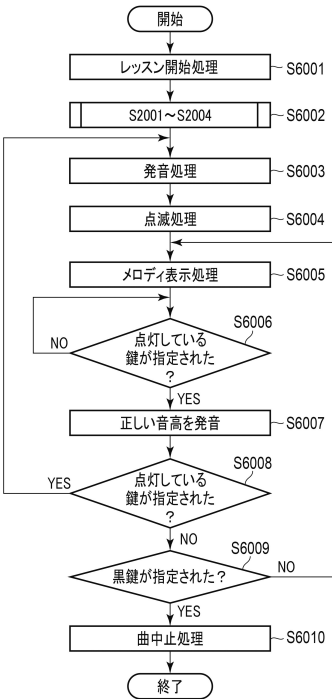 開始
レッスン開始処理 S6001
S2001～S2004 S6002
発音処理 S6003
点滅処理 S6004
メロディ表示処理 S6005
S6006
点灯している
鍵が指定された
？
NO
YES
正しい音高を発音 S6007
S6008
点灯している
鍵が指定された
？
YES
NO
S6009
黒鍵が指定された？
NO
YES
曲中止処理 S6010
終了